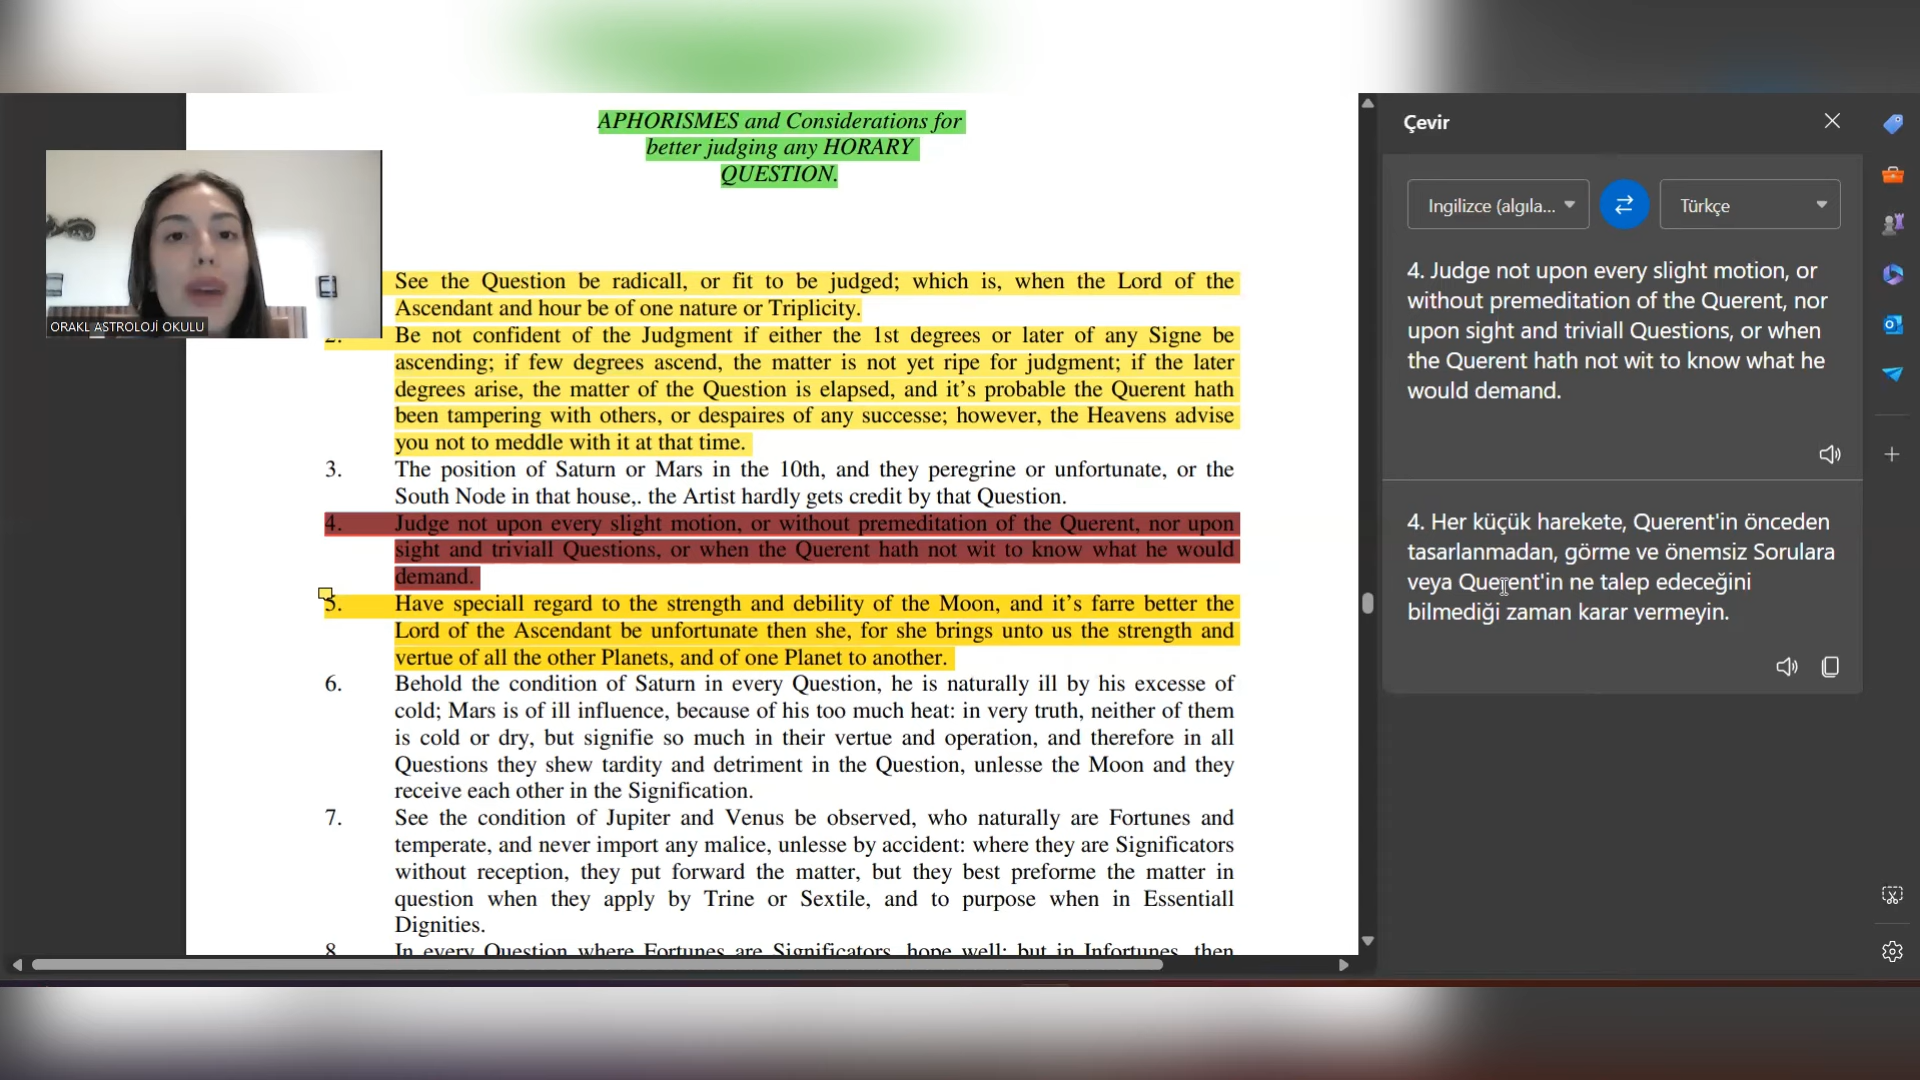 APHORISMES and Considerations for
better judging any HORARY
QUESTION.
See the Question be radicall, or fit to be judged; which is, when the Lord of the
Ascendant and hour be of one nature or Triplicity.
2. Be not confident of the Judgment if either the 1st degrees or later of any Signe be
ascending; if few degrees ascend, the matter is not yet ripe for judgment; if the later
degrees arise, the matter of the Question is elapsed, and it's probable the Querent hath
been tampering with others, or despaires of any successe; however, the Heavens advise
you not to meddle with it at that time.
3. The position of Saturn or Mars in the 10th, and they peregrine or unfortunate, or the
South Node in that house,. the Artist hardly gets credit by that Question.
4. Judge not upon every slight motion, or without premeditation of the Querent, nor upon
sight and triviall Questions, or when the Querent hath not wit to know what he would
demand.
5. Have speciall regard to the strength and debility of the Moon, and it's farre better the
Lord of the Ascendant be unfortunate then she, for she brings unto us the strength and
vertue of all the other Planets, and of one Planet to another.
6. Behold the condition of Saturn in every Question, he is naturally ill by his excesse of
cold; Mars is of ill influence, because of his too much heat: in very truth, neither of them
is cold or dry, but signifie so much in their vertue and operation, and therefore in all
Questions they shew tardity and detriment in the Question, unlesse the Moon and they
receive each other in the Signification.
7. See the condition of Jupiter and Venus be observed, who naturally are Fortunes and
temperate, and never import any malice, unlesse by accident: where they are Significators
without reception, they put forward the matter, but they best preforme the matter in
question when they apply by Trine or Sextile, and to purpose when in Essentiall
Dignities.
8. In every Question where Fortunes are Significators, hope well; but in Infortunes, then
ORAKL ASTROLOJİ OKULU
Çevir
Ingilizce (algıla...
Türkçe
4. Judge not upon every slight motion, or
without premeditation of the Querent, nor
upon sight and triviall Questions, or when
the Querent hath not wit to know what he
would demand.
4. Her küçük harekete, Querent'in önceden
tasarlanmadan, görme ve önemsiz Sorulara
veya Querent'in ne talep edeceğini
bilmediği zaman karar vermeyin.